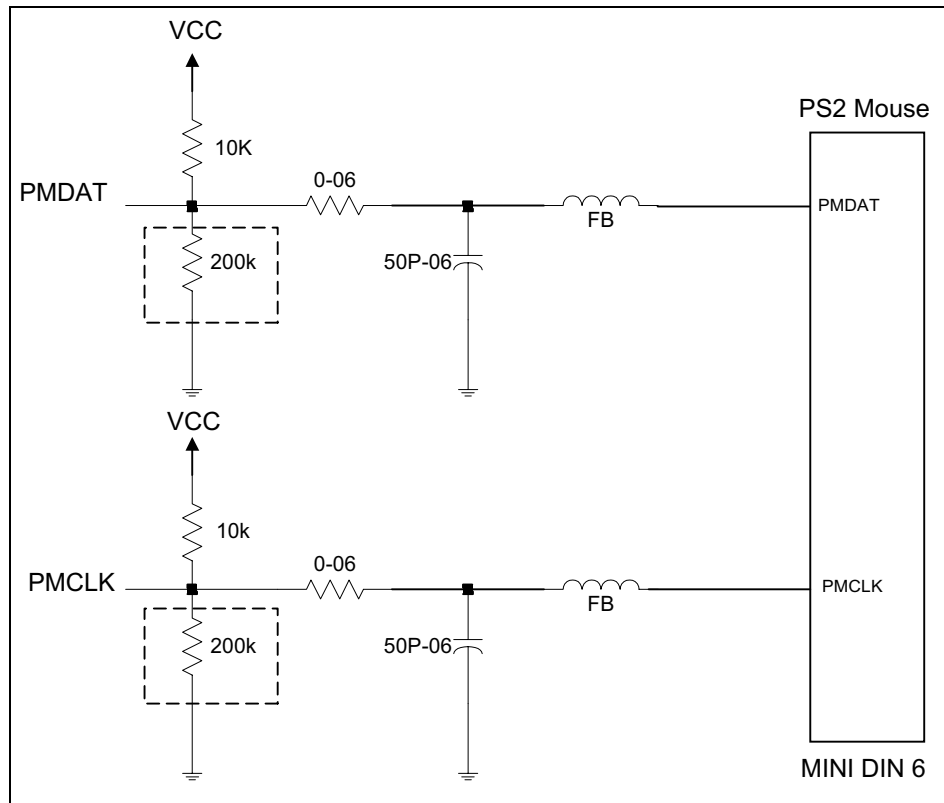 VCC
PS2 Mouse
10K
0-06
PMDAT
PMDAT
FB
200k
50P-06
VCC
10k
0-06
PMCLK
PMCLK
FB
200k
50P-06
MINI DIN 6